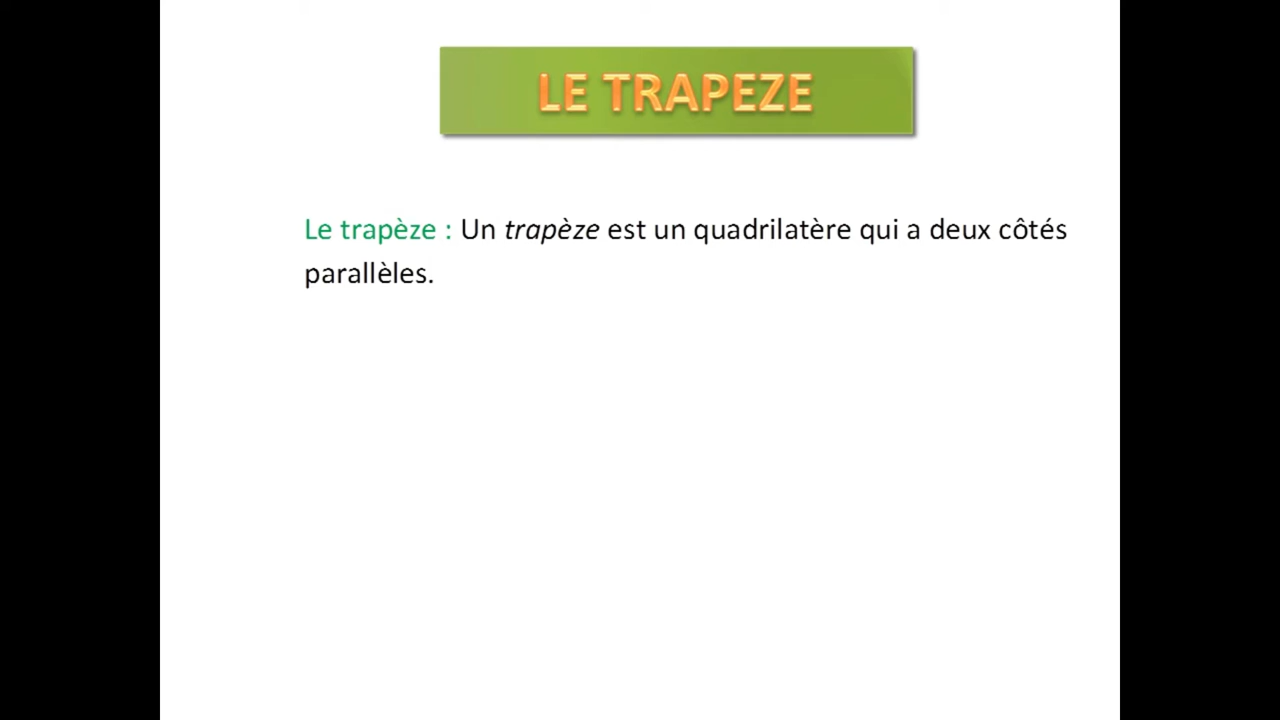 LE TRAPEZE
Le trapèze : Un trapèze est un quadrilatère qui a deux côtés
parallèles.